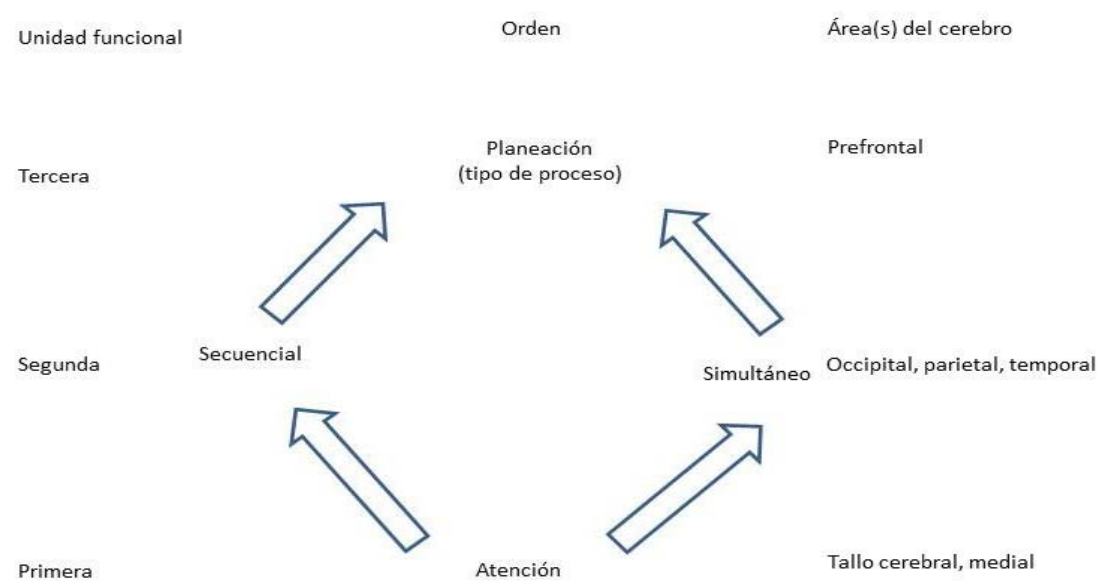 Unidad funcional
Orden
Área(s) del cerebro
Tercera
Planeación
(tipo de proceso)
Prefrontal
Segunda
Secuencial
Simultáneo
Occipital, parietal, temporal
Primera
Atención
Tallo cerebral, medial